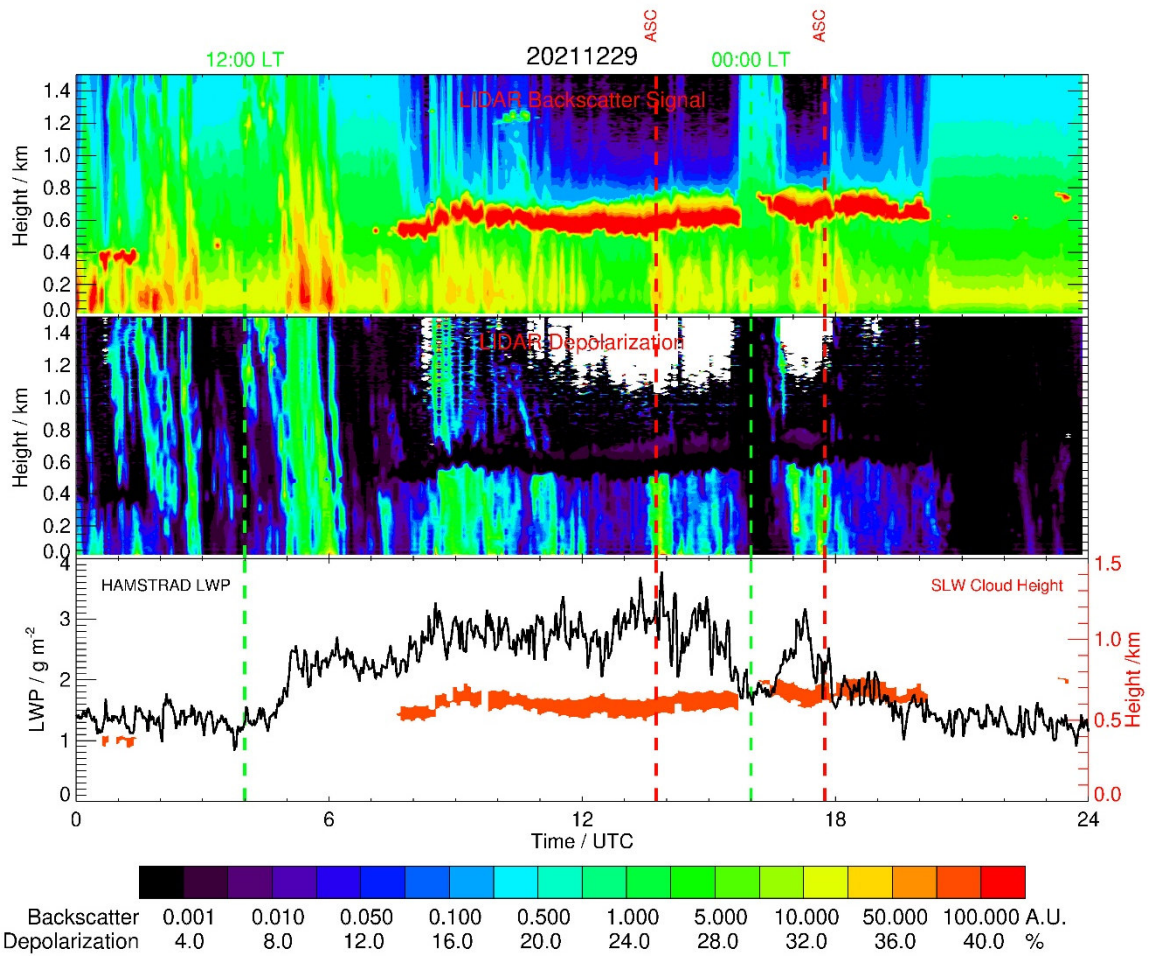 ASC ASC
12:00 LT 20211229 00:00 LT
1.4
1.2
1.0
0.8
0.6
0.4
0.2
0.0
Height / km
LIDAR Backscatter Signal
1.4
1.2
1.0
0.8
0.6
0.4
0.2
0.0
Height / km
LIDAR Depolarization
4
3
2
1
0
LWP / g m⁻²
HAMSTRAD LWP
SLW Cloud Height
1.5
1.0
0.5
0.0
Height /km
0 6 12 18 24
Time / UTC
Backscatter 0.001 0.010 0.050 0.100 0.500 1.000 5.000 10.000 50.000 100.000 A.U.
Depolarization 4.0 8.0 12.0 16.0 20.0 24.0 28.0 32.0 36.0 40.0 %